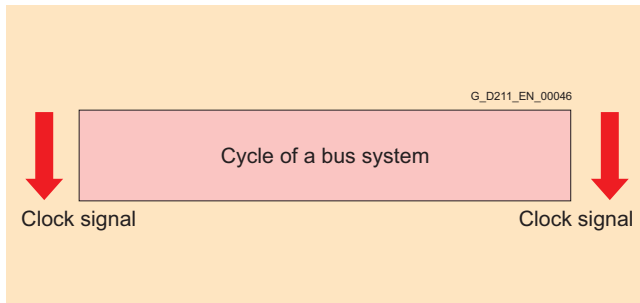 G_D211_EN_00046
Cycle of a bus system
Clock signal
Clock signal